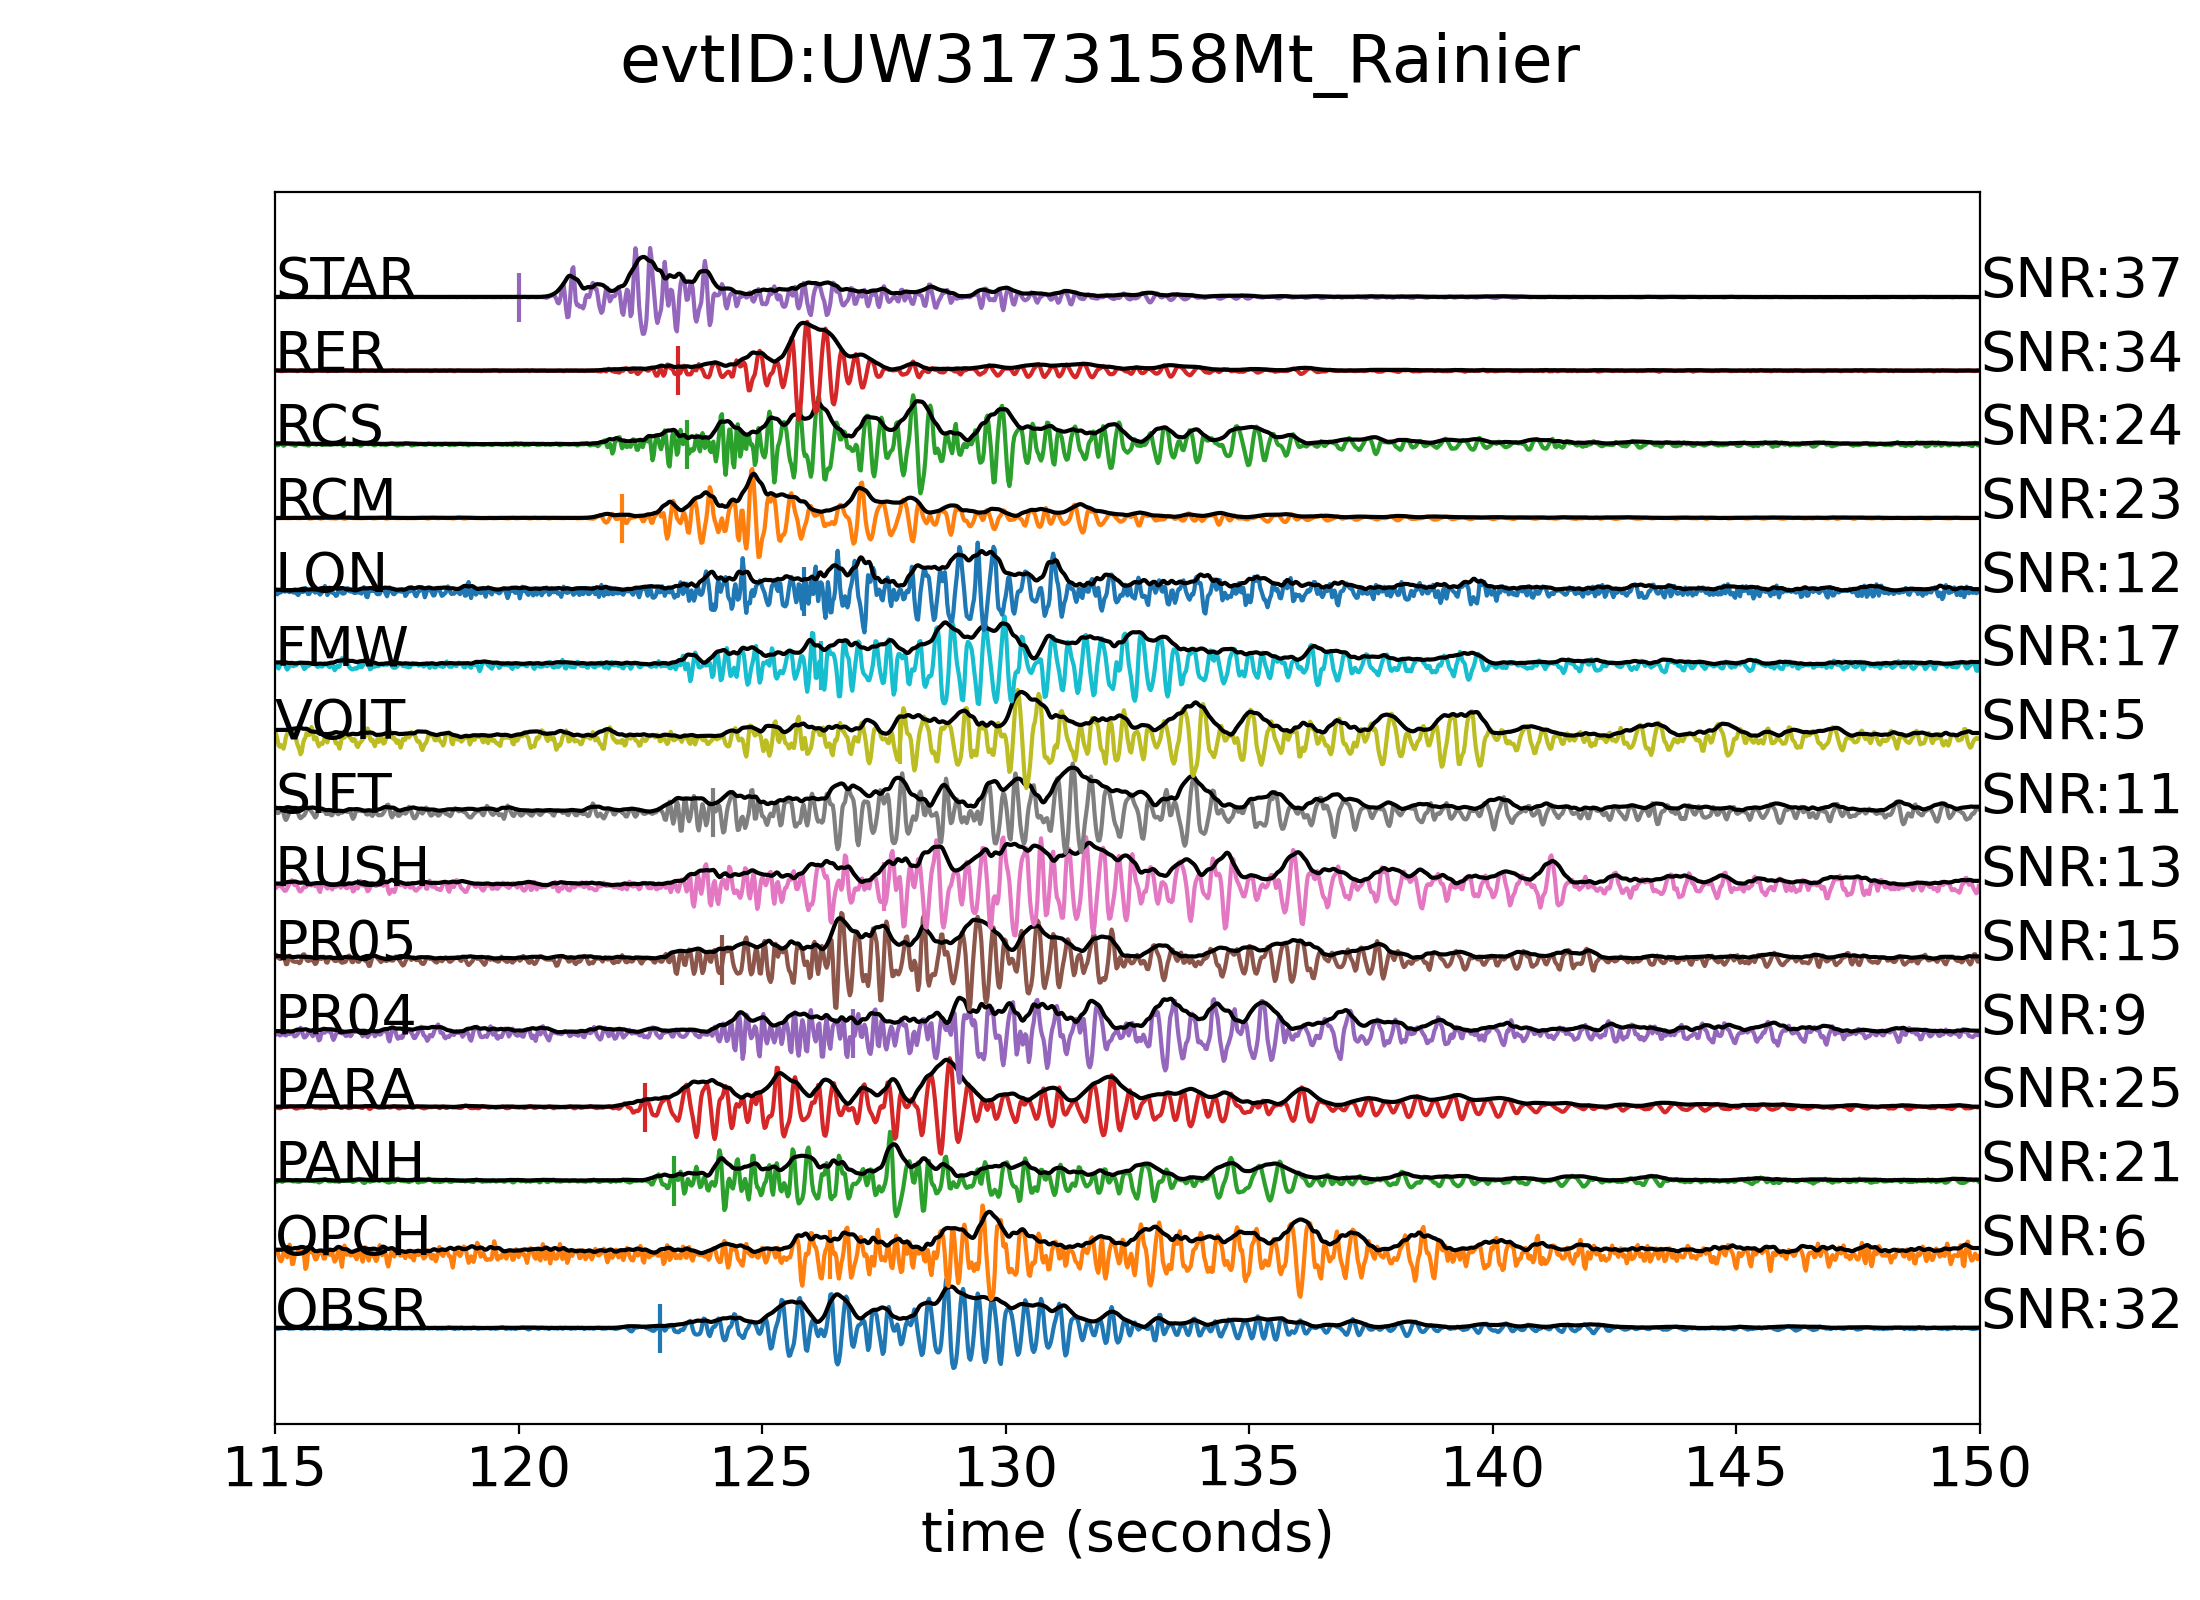 evtID:UW3173158Mt_Rainier
STAR SNR:37
RER SNR:34
RCS SNR:24
RCM SNR:23
LON SNR:12
FMW SNR:17
VOIT SNR:5
SIFT SNR:11
RUSH SNR:13
PR05 SNR:15
PR04 SNR:9
PARA SNR:25
PANH SNR:21
OPCH SNR:6
OBSR SNR:32
115 120 125 130 135 140 145 150
time (seconds)